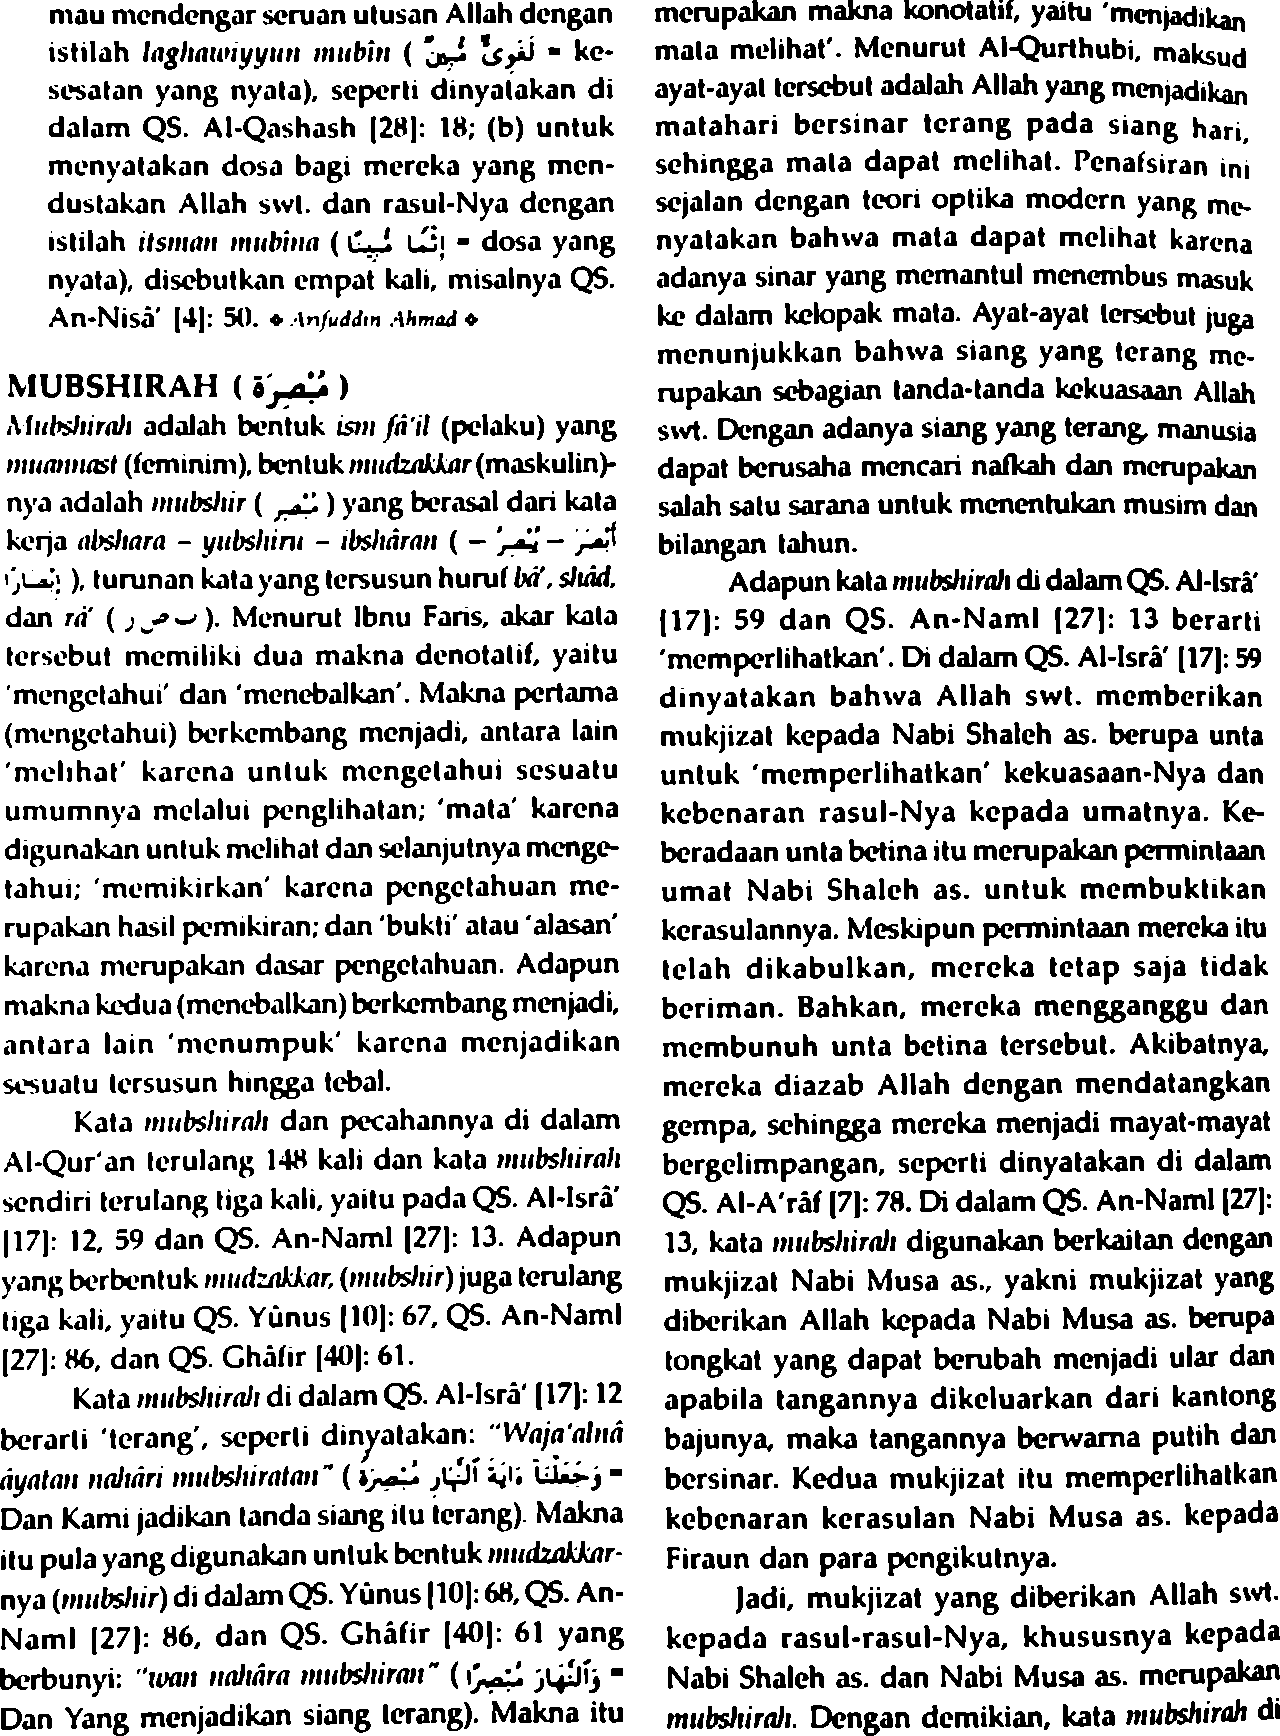 mau mendengar seruan utusan Allah dengan
istilah laghawiyyun mubîn ( لَغَوِيٌّ مُّبِينٌ = ke-
sesatan yang nyata), seperti dinyatakan di
dalam QS. Al-Qashash [28]: 18; (b) untuk
menyatakan dosa bagi mereka yang men-
dustakan Allah swt. dan rasul-Nya dengan
istilah itsman mubîna ( إِثْمًا مُّبِينًا = dosa yang
nyata), disebutkan empat kali, misalnya QS.
An-Nisâ' [4]: 50. ❖ Arifuddin Ahmad ❖
MUBSHIRAH ( مُبْصِرَة )
Mubshirah adalah bentuk ism fâ'il (pelaku) yang
muannast (feminim), bentuk mudzakkar (maskulin)-
nya adalah mubshir ( مُبْصِر ) yang berasal dari kata
kerja abshara – yubshiru – ibshâran ( أَبْصَرَ – يُبْصِرُ –
إِبْصَارًا ), turunan kata yang tersusun huruf bâ', shâd,
dan râ' ( ب ص ر ). Menurut Ibnu Faris, akar kata
tersebut memiliki dua makna denotatif, yaitu
'mengetahui' dan 'menebalkan'. Makna pertama
(mengetahui) berkembang menjadi, antara lain
'melihat' karena untuk mengetahui sesuatu
umumnya melalui penglihatan; 'mata' karena
digunakan untuk melihat dan selanjutnya menge-
tahui; 'memikirkan' karena pengetahuan me-
rupakan hasil pemikiran; dan 'bukti' atau 'alasan'
karena merupakan dasar pengetahuan. Adapun
makna kedua (menebalkan) berkembang menjadi,
antara lain 'menumpuk' karena menjadikan
sesuatu tersusun hingga tebal.
Kata mubshirah dan pecahannya di dalam
Al-Qur'an terulang 148 kali dan kata mubshirah
sendiri terulang tiga kali, yaitu pada QS. Al-Isrâ'
[17]: 12, 59 dan QS. An-Naml [27]: 13. Adapun
yang berbentuk mudzakkar, (mubshir) juga terulang
tiga kali, yaitu QS. Yûnus [10]: 67, QS. An-Naml
[27]: 86, dan QS. Ghâfir [40]: 61.
Kata mubshirah di dalam QS. Al-Isrâ' [17]: 12
berarti 'terang', seperti dinyatakan: "Waja'alnâ
âyatan nahâri mubshiratan" ( وَجَعَلْنَا ءَايَةَ ٱلنَّهَارِ مُبْصِرَةً =
Dan Kami jadikan tanda siang itu terang). Makna
itu pula yang digunakan untuk bentuk mudzakkar-
nya (mubshir) di dalam QS. Yûnus [10]: 68, QS. An-
Naml [27]: 86, dan QS. Ghâfir [40]: 61 yang
berbunyi: "wan nahâra mubshiran" ( وَٱلنَّهَارَ مُبْصِرًا =
Dan Yang menjadikan siang terang). Makna itu
merupakan makna konotatif, yaitu 'menjadikan
mata melihat'. Menurut Al-Qurthubi, maksud
ayat-ayat tersebut adalah Allah yang menjadikan
matahari bersinar terang pada siang hari,
sehingga mata dapat melihat. Penafsiran ini
sejalan dengan teori optika modern yang me-
nyatakan bahwa mata dapat melihat karena
adanya sinar yang memantul menembus masuk
ke dalam kelopak mata. Ayat-ayat tersebut juga
menunjukkan bahwa siang yang terang me-
rupakan sebagian tanda-tanda kekuasaan Allah
swt. Dengan adanya siang yang terang, manusia
dapat berusaha mencari nafkah dan merupakan
salah satu sarana untuk menentukan musim dan
bilangan tahun.
Adapun kata mubshirah di dalam QS. Al-Isrâ'
[17]: 59 dan QS. An-Naml [27]: 13 berarti
'memperlihatkan'. Di dalam QS. Al-Isrâ' [17]: 59
dinyatakan bahwa Allah swt. memberikan
mukjizat kepada Nabi Shaleh as. berupa unta
untuk 'memperlihatkan' kekuasaan-Nya dan
kebenaran rasul-Nya kepada umatnya. Ke-
beradaan unta betina itu merupakan permintaan
umat Nabi Shaleh as. untuk membuktikan
kerasulannya. Meskipun permintaan mereka itu
telah dikabulkan, mereka tetap saja tidak
beriman. Bahkan, mereka mengganggu dan
membunuh unta betina tersebut. Akibatnya,
mereka diazab Allah dengan mendatangkan
gempa, sehingga mereka menjadi mayat-mayat
bergelimpangan, seperti dinyatakan di dalam
QS. Al-A'râf [7]: 78. Di dalam QS. An-Naml [27]:
13, kata mubshirah digunakan berkaitan dengan
mukjizat Nabi Musa as., yakni mukjizat yang
diberikan Allah kepada Nabi Musa as. berupa
tongkat yang dapat berubah menjadi ular dan
apabila tangannya dikeluarkan dari kantong
bajunya, maka tangannya berwarna putih dan
bersinar. Kedua mukjizat itu memperlihatkan
kebenaran kerasulan Nabi Musa as. kepada
Firaun dan para pengikutnya.
Jadi, mukjizat yang diberikan Allah swt.
kepada rasul-rasul-Nya, khususnya kepada
Nabi Shaleh as. dan Nabi Musa as. merupakan
mubshirah. Dengan demikian, kata mubshirah di